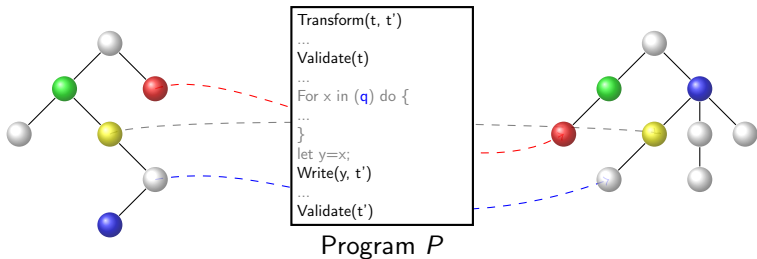 Transform(t, t')
...
Validate(t)
...
For x in (q) do {
...
}
let y=x;
Write(y, t')
...
Validate(t')
Program P